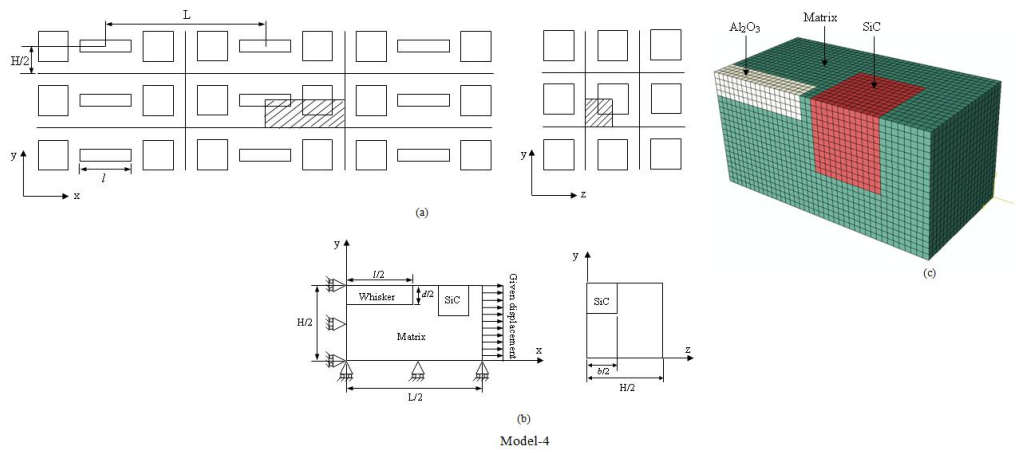 L
H/2
y
l
x
(a)
y
z
Al₂O₃
Matrix
SiC
(c)
y
l/2
Whisker
d/2
SiC
H/2
Matrix
Given displacement
x
L/2
y
SiC
z
b/2
H/2
(b)
Model-4